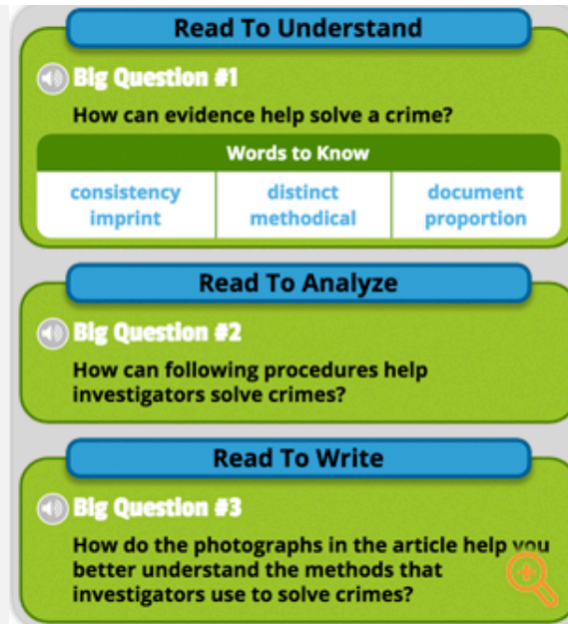 Read To Understand
Big Question #1
How can evidence help solve a crime?
Words to Know
consistency distinct document
imprint methodical proportion
Read To Analyze
Big Question #2
How can following procedures help
investigators solve crimes?
Read To Write
Big Question #3
How do the photographs in the article help you
better understand the methods that
investigators use to solve crimes?